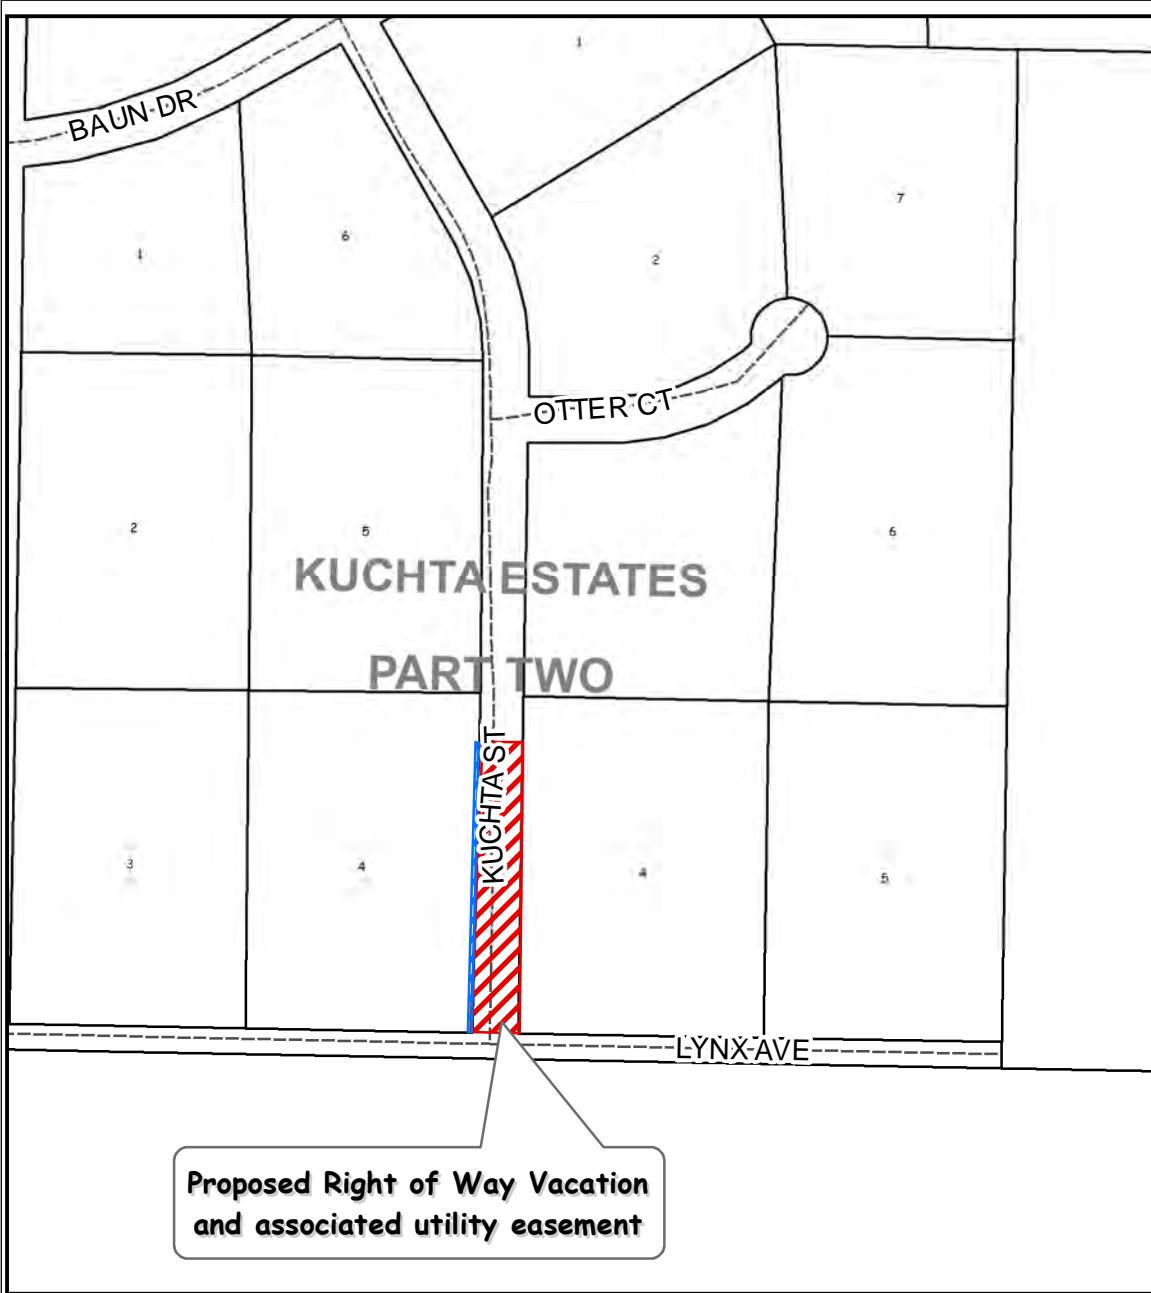 1
BAUN DR
7
6
1
2
OTTER CT
2
5
6
KUCHTA ESTATES
PART TWO
KUCHTA ST
3
4
4
5
LYNX AVE
Proposed Right of Way Vacation
and associated utility easement